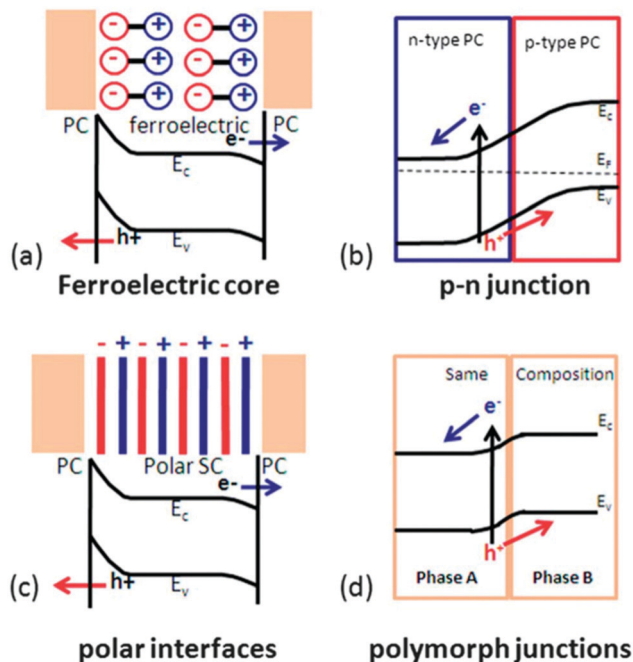 - + - +
- + - +
- + - +
PC ferroelectric PC
e-
Ec
h+ Ev
(a)
Ferroelectric core
n-type PC p-type PC
Ec
e-
EF
Ev
h+
(b)
p-n junction
- + - + - + - +
PC Polar SC PC
e-
Ec
h+ Ev
(c)
polar interfaces
Same Composition
e-
Ec
Ev
h+
Phase A Phase B
(d)
polymorph junctions